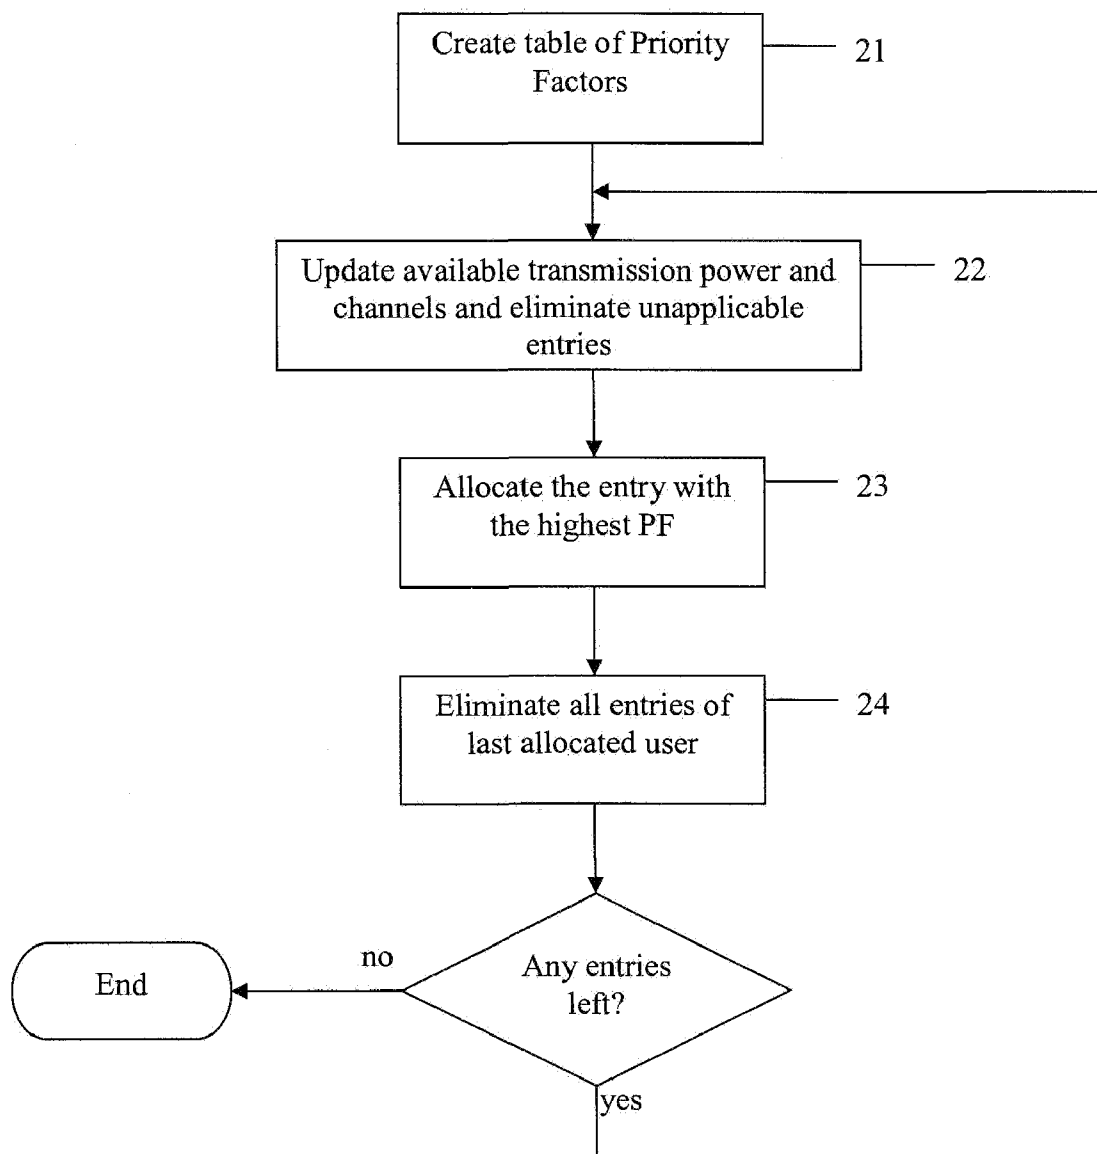 Create table of Priority
Factors
21
Update available transmission power and
channels and eliminate unapplicable
entries
22
Allocate the entry with
the highest PF
23
Eliminate all entries of
last allocated user
24
Any entries
left?
no
End
yes